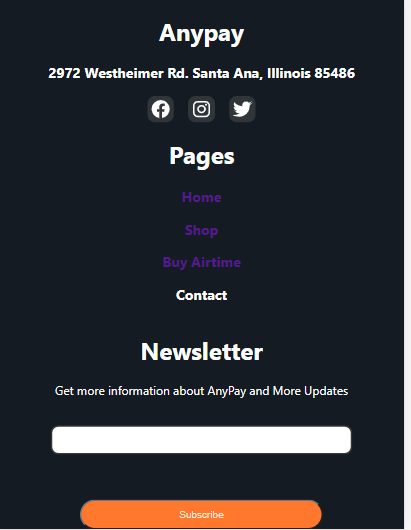 Anypay
2972 Westheimer Rd. Santa Ana, Illinois 85486
Pages
Home
Shop
Buy Airtime
Contact
Newsletter
Get more information about AnyPay and More Updates
Subscribe